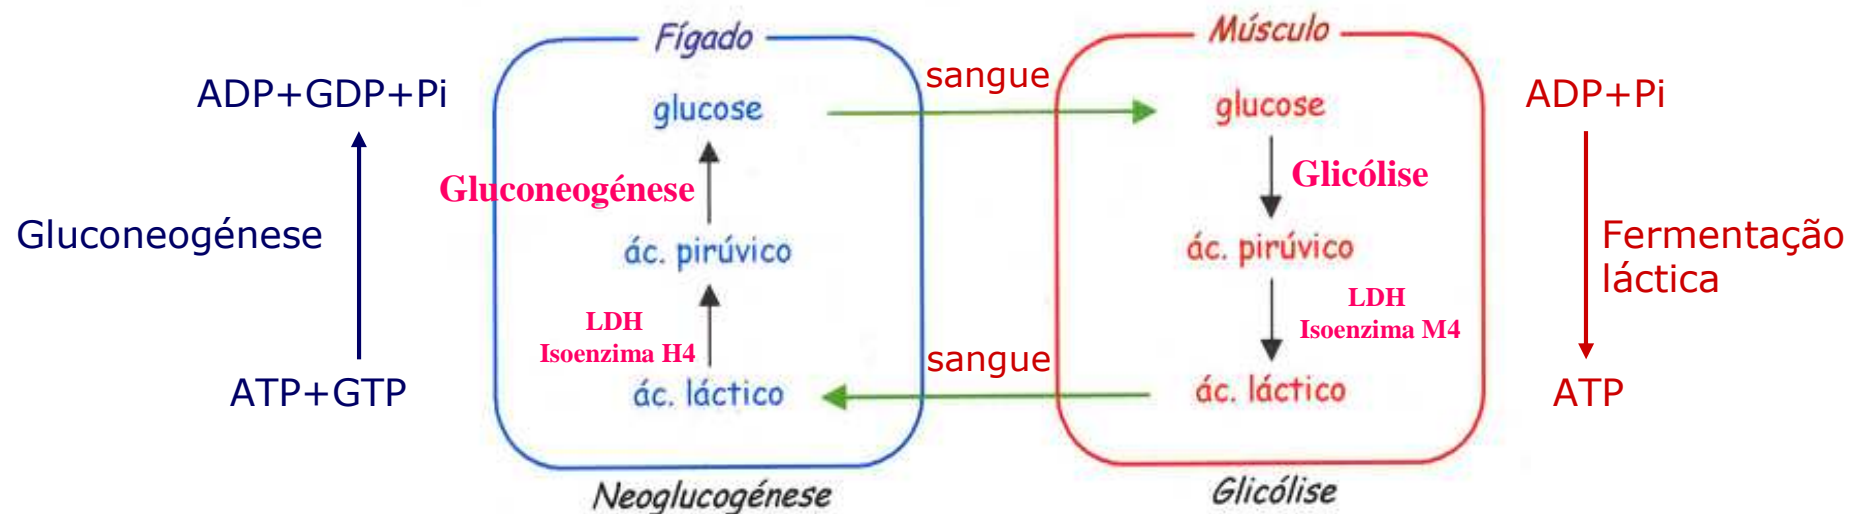 Fígado
Músculo
sangue
ADP+GDP+Pi
glucose
glucose
ADP+Pi
Gluconeogénese
Glicólise
Gluconeogénese
ác. pirúvico
ác. pirúvico
Fermentação
láctica
LDH
Isoenzima H4
LDH
Isoenzima M4
sangue
ATP+GTP
ác. láctico
ác. láctico
ATP
Neoglucogénese
Glicólise